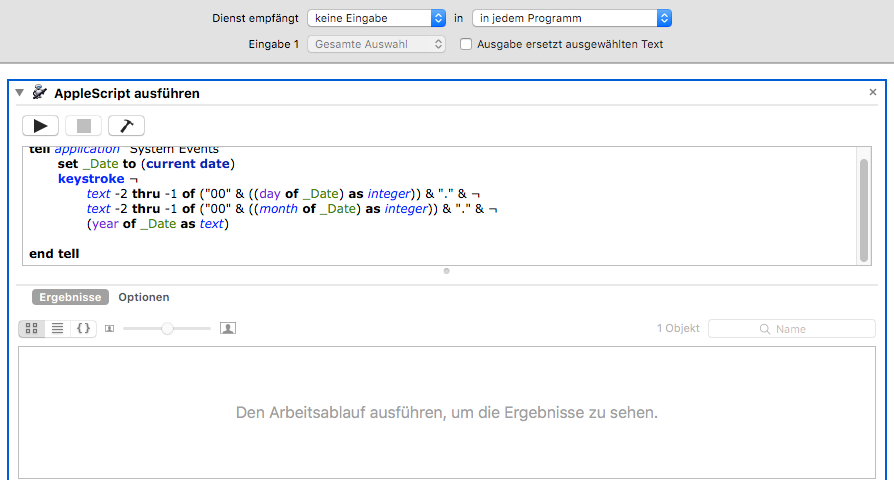 Dienst empfängt keine Eingabe in in jedem Programm
Eingabe 1 Gesamte Auswahl Ausgabe ersetzt ausgewählten Text
AppleScript ausführen
tell application "System Events"
set _Date to (current date)
keystroke ¬
text -2 thru -1 of ("00" & ((day of _Date) as integer)) & "." & ¬
text -2 thru -1 of ("00" & ((month of _Date) as integer)) & "." & ¬
(year of _Date as text)
end tell
Ergebnisse Optionen
1 Objekt Name
Den Arbeitsablauf ausführen, um die Ergebnisse zu sehen.